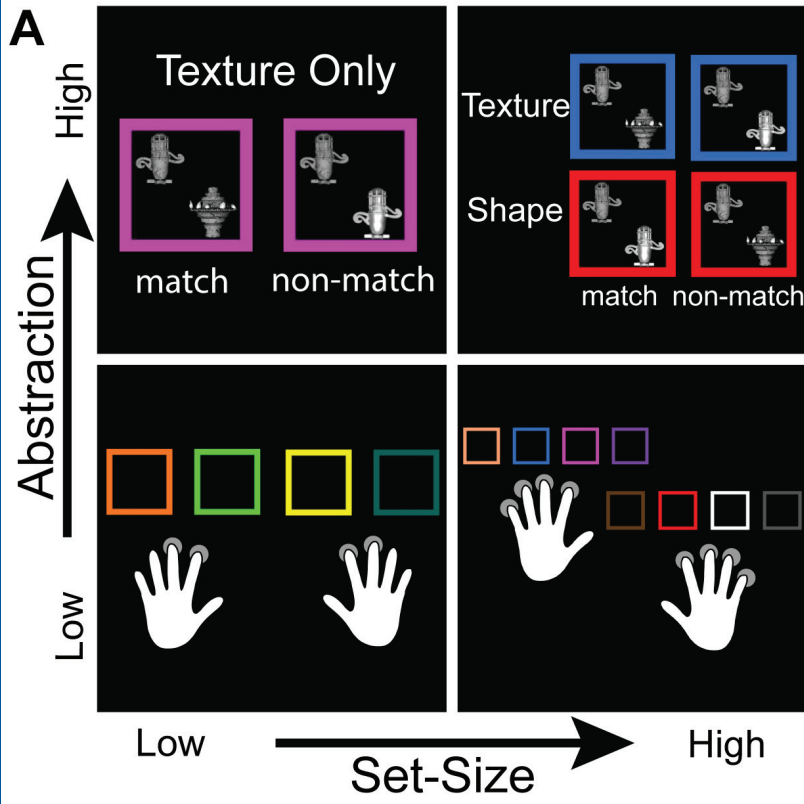 A
High
Abstraction
Low
Texture Only
match non-match
Texture
Shape
match non-match
Low
High
Set-Size